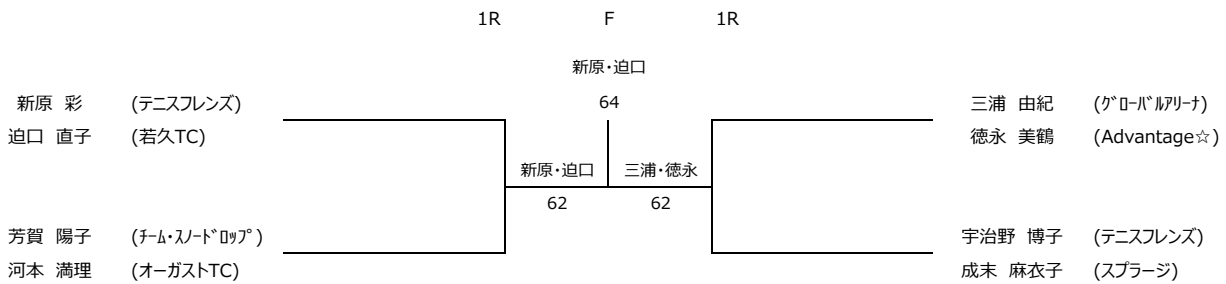 1R F 1R
新原・迫口
新原 彩 (テニスフレンズ) 64 三浦 由紀 (ｸﾞﾛｰﾊﾞﾙｱﾘｰﾅ)
迫口 直子 (若久TC) 徳永 美鶴 (Advantage☆)
新原・迫口 三浦・徳永
62 62
芳賀 陽子 (ﾁｰﾑ・ｽﾉｰﾄﾞﾛｯﾌﾟ) 宇治野 博子 (テニスフレンズ)
河本 満理 (オーガストTC) 成末 麻衣子 (スプラージ)